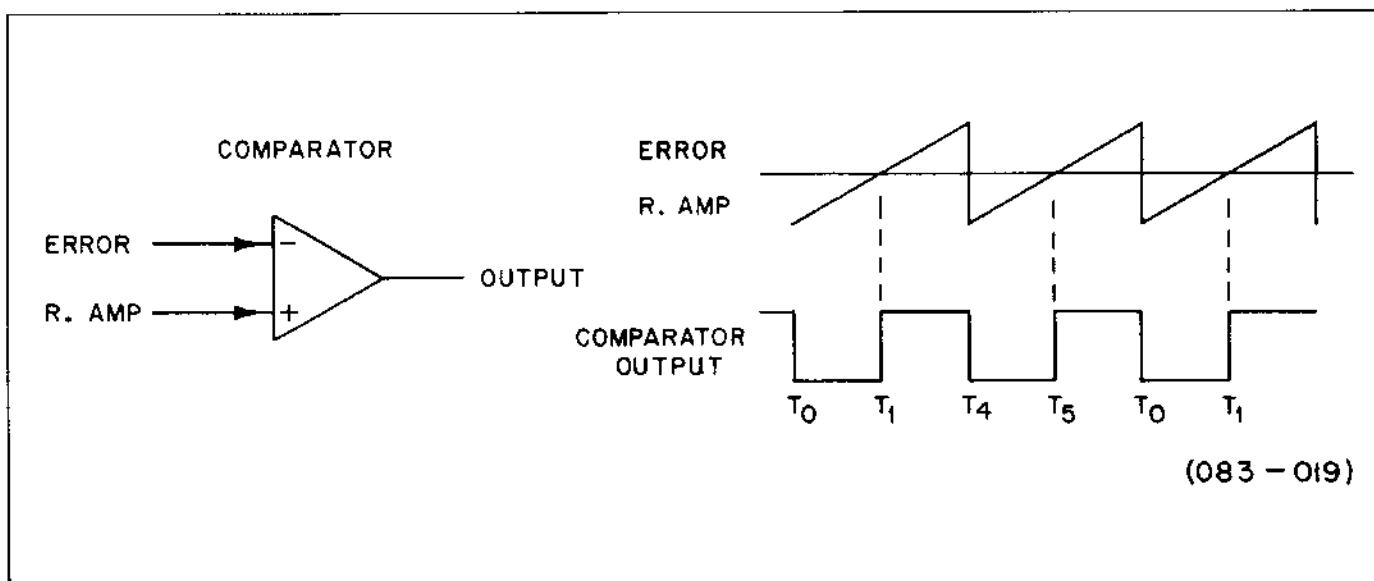 COMPARATOR
ERROR
−
R. AMP
+
OUTPUT
ERROR
R. AMP
COMPARATOR
OUTPUT
T0 T1 T4 T5 T0 T1
(083 – 019)